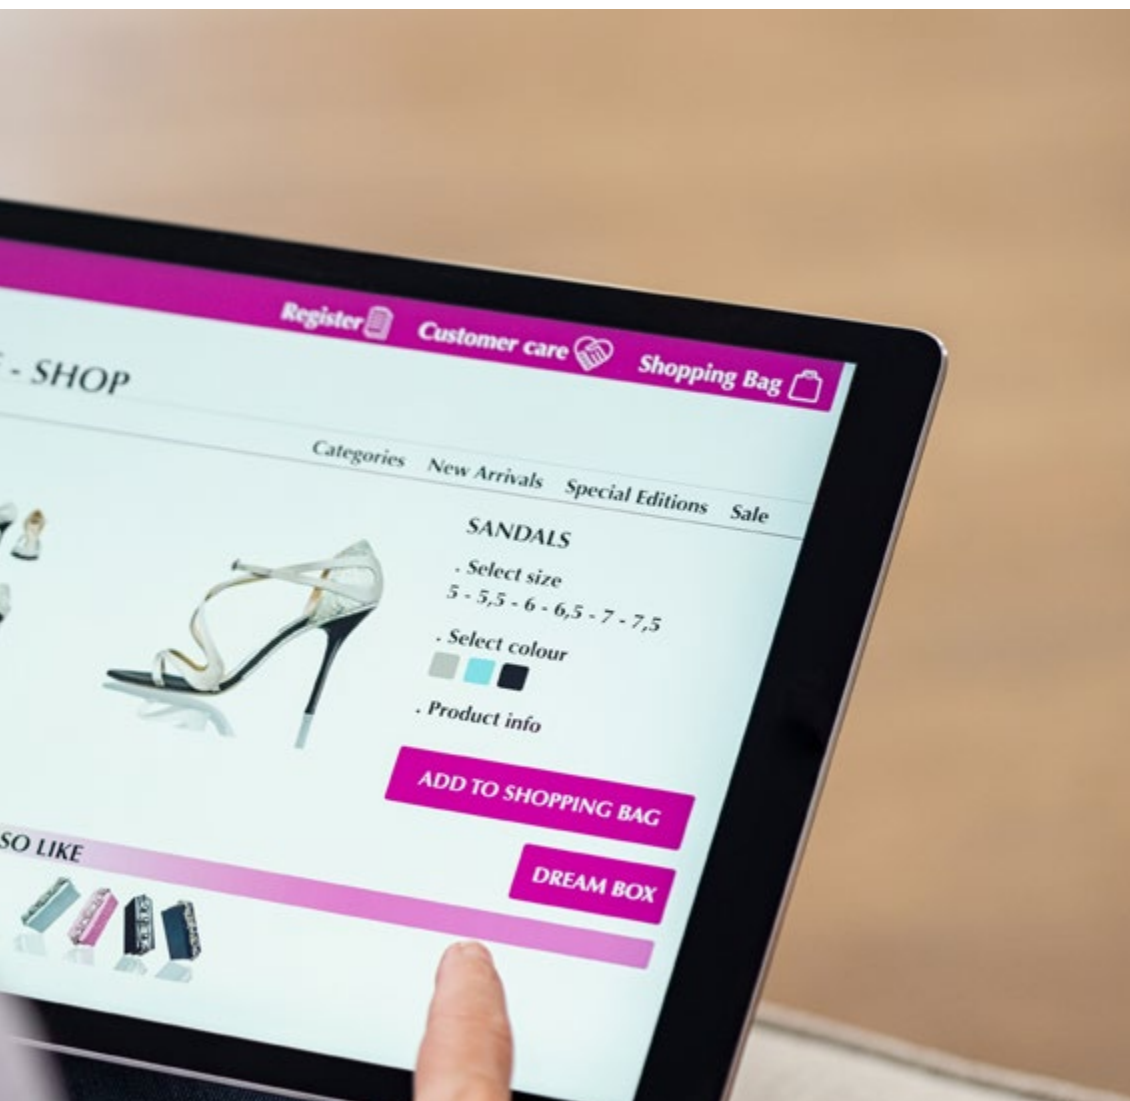 Register Customer care Shopping Bag
- SHOP
Categories New Arrivals Special Editions Sale
SANDALS
. Select size
5 - 5,5 - 6 - 6,5 - 7 - 7,5
. Select colour
. Product info
ADD TO SHOPPING BAG
DREAM BOX
SO LIKE